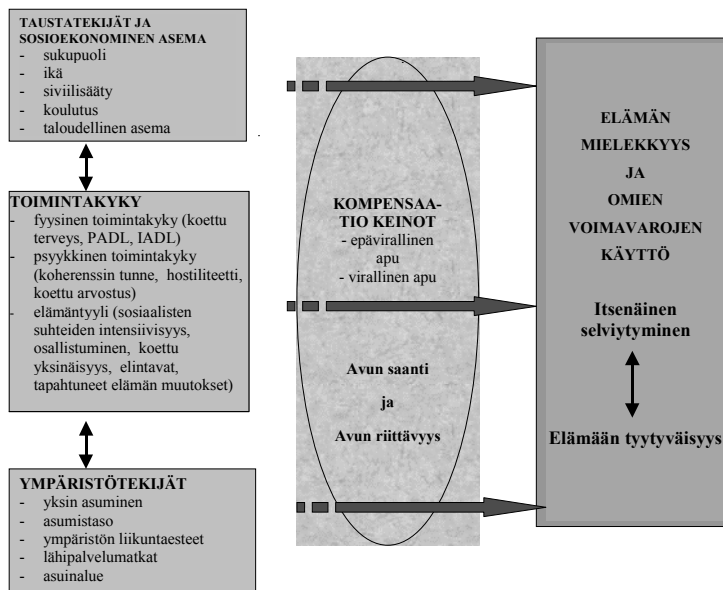 TAUSTATEKIJÄT JA
SOSIOEKONOMINEN ASEMA
- sukupuoli
- ikä
- siviilisääty
- koulutus
- taloudellinen asema
TOIMINTAKYKY
- fyysinen toimintakyky (koettu
terveys, PADL, IADL)
- psyykkinen toimintakyky
(koherenssin tunne, hostiliteetti,
koettu arvostus)
- elämäntyyli (sosiaalisten
suhteiden intensiivisyys,
osallistuminen, koettu
yksinäisyys, elintavat,
tapahtuneet elämän muutokset)
YMPÄRISTÖTEKIJÄT
- yksin asuminen
- asumistaso
- ympäristön liikuntaesteet
- lähipalvelumatkat
- asuinalue
KOMPENSAA-
TIO KEINOT
- epävirallinen
apu
- virallinen apu
Avun saanti
ja
Avun riittävyys
ELÄMÄN
MIELEKKYYS
JA
OMIEN
VOIMAVAROJEN
KÄYTTÖ
Itsenäinen
selviytyminen
Elämään tyytyväisyys